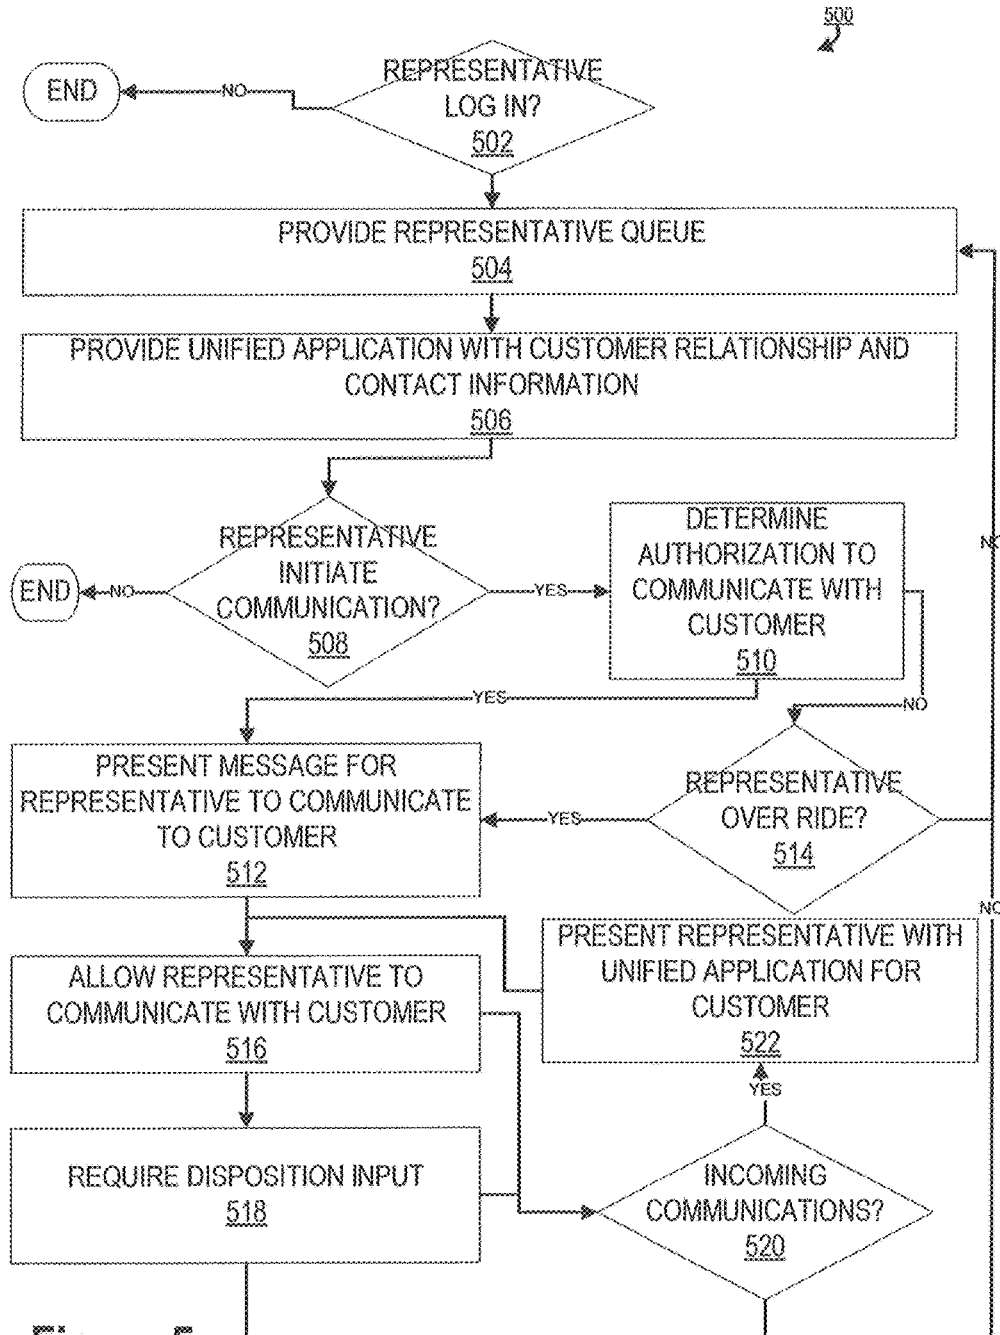 500
REPRESENTATIVE
LOG IN?
502
NO
END
PROVIDE REPRESENTATIVE QUEUE
504
PROVIDE UNIFIED APPLICATION WITH CUSTOMER RELATIONSHIP AND
CONTACT INFORMATION
506
REPRESENTATIVE
INITIATE
COMMUNICATION?
508
NO
END
YES
DETERMINE
AUTHORIZATION TO
COMMUNICATE WITH
CUSTOMER
510
YES
NO
PRESENT MESSAGE FOR
REPRESENTATIVE TO COMMUNICATE
TO CUSTOMER
512
YES
REPRESENTATIVE
OVER RIDE?
514
NO
NO
ALLOW REPRESENTATIVE TO
COMMUNICATE WITH CUSTOMER
516
PRESENT REPRESENTATIVE WITH
UNIFIED APPLICATION FOR
CUSTOMER
522
YES
REQUIRE DISPOSITION INPUT
518
INCOMING
COMMUNICATIONS?
520